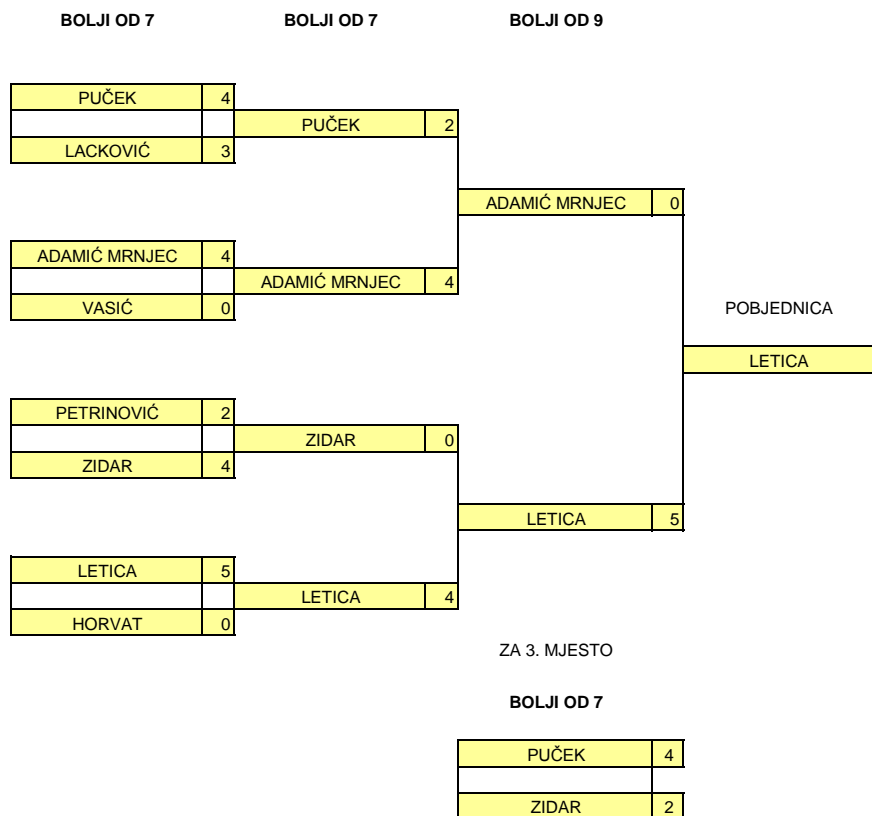 BOLJI OD 7 BOLJI OD 7 BOLJI OD 9
PUČEK 4
PUČEK 2
LACKOVIĆ 3
ADAMIĆ MRNJEC 0
ADAMIĆ MRNJEC 4
ADAMIĆ MRNJEC 4
VASIĆ 0 POBJEDNICA
LETICA
PETRINOVIĆ 2
ZIDAR 0
ZIDAR 4
LETICA 5
LETICA 5
LETICA 4
HORVAT 0
ZA 3. MJESTO
BOLJI OD 7
PUČEK 4
ZIDAR 2